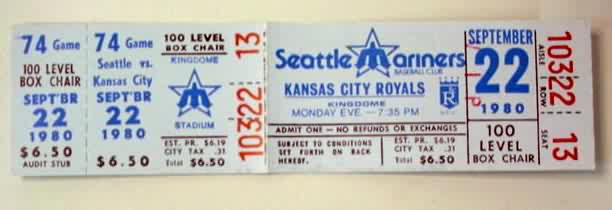 74 Game
100 LEVEL
BOX CHAIR
SEPT'BR
22
1980
$6.50
AUDIT STUB
74 Game
Seattle vs.
Kansas City
SEPT'BR
22
1980
$6.50
100 LEVEL
BOX CHAIR
KINGDOME
STADIUM
EST. PR. $6.19
CITY TAX .31
Total $6.50
13
10322
Seattle Mariners
BASEBALL CLUB
KANSAS CITY ROYALS
KINGDOME
MONDAY EVE. — 7:35 PM
ADMIT ONE — NO REFUNDS OR EXCHANGES
SUBJECT TO CONDITIONS
SET FORTH ON BACK
HEREOF.
EST. PR. $6.19
CITY TAX .31
Total $6.50
SEPTEMBER
22
1980
100
LEVEL
BOX CHAIR
AISLE
ROW
SEAT
10322
13